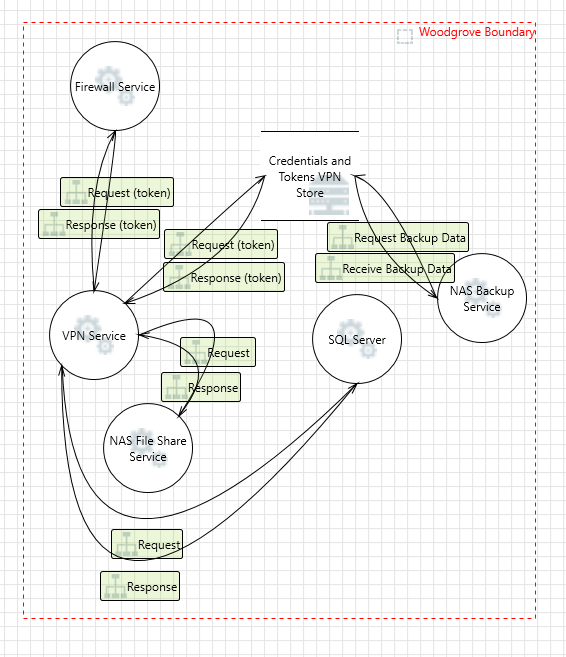 Woodgrove Boundary
Firewall Service
Credentials and
Tokens VPN
Store
Request (token)
Response (token)
Request (token)
Response (token)
Request Backup Data
Receive Backup Data
NAS Backup
Service
VPN Service
SQL Server
Request
Response
NAS File Share
Service
Request
Response